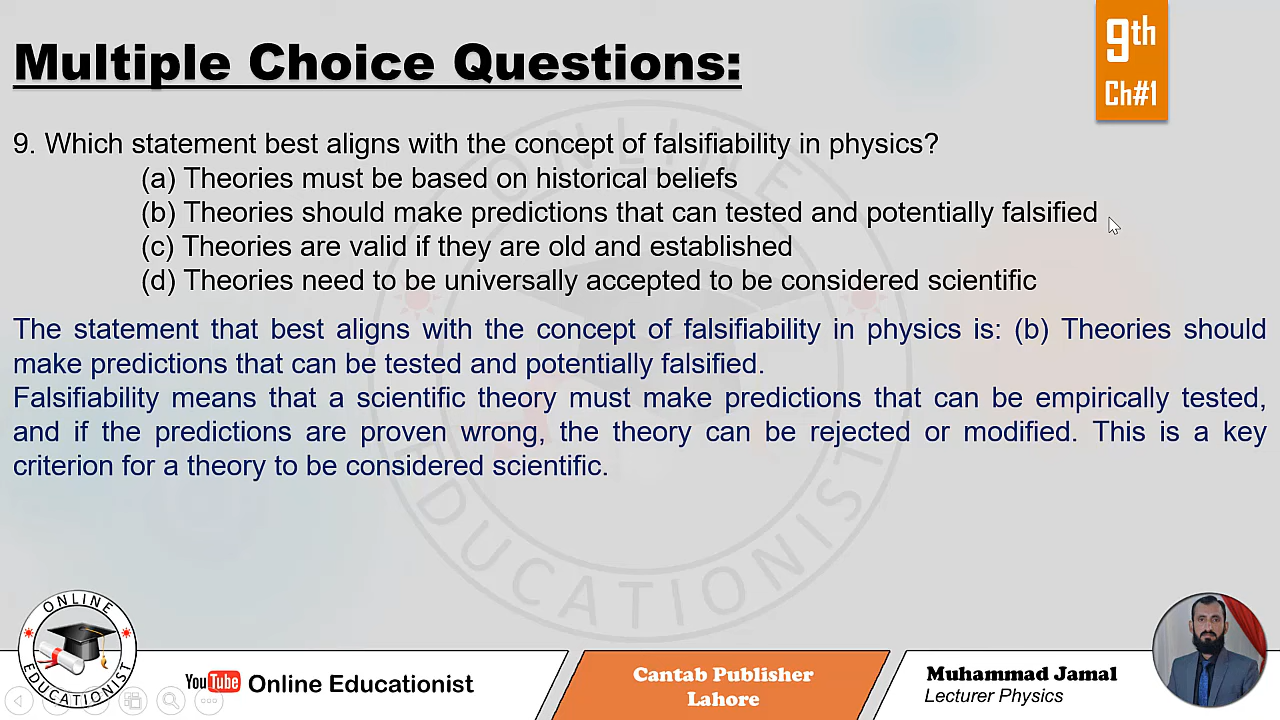 Multiple Choice Questions:
9th
Ch#1
9. Which statement best aligns with the concept of falsifiability in physics?
(a) Theories must be based on historical beliefs
(b) Theories should make predictions that can tested and potentially falsified
(c) Theories are valid if they are old and established
(d) Theories need to be universally accepted to be considered scientific
The statement that best aligns with the concept of falsifiability in physics is: (b) Theories should
make predictions that can be tested and potentially falsified.
Falsifiability means that a scientific theory must make predictions that can be empirically tested,
and if the predictions are proven wrong, the theory can be rejected or modified. This is a key
criterion for a theory to be considered scientific.
ONLINE
EDUCATIONIST
ONLINE
EDUCATIONIST
YouTube Online Educationist
Cantab Publisher
Lahore
Muhammad Jamal
Lecturer Physics